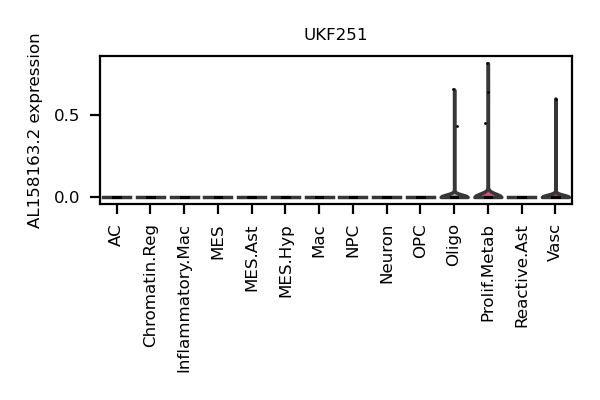 UKF251
AL158163.2 expression
0.5
0.0
AC
Chromatin.Reg
Inflammatory.Mac
MES
MES.Ast
MES.Hyp
Mac
NPC
Neuron
OPC
Oligo
Prolif.Metab
Reactive.Ast
Vasc